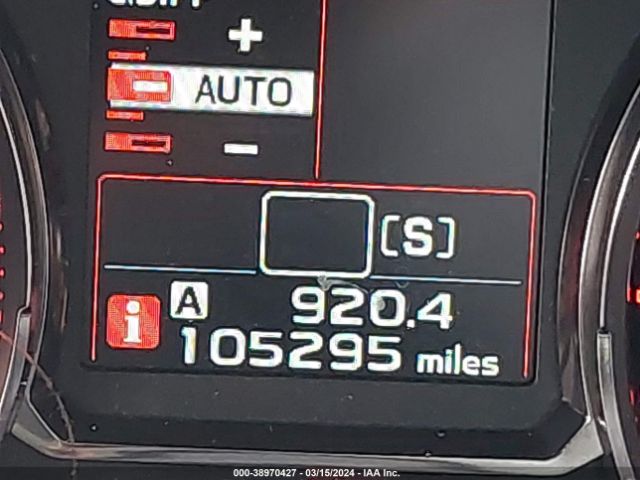 +
AUTO
-
[S]
A 920.4
i 105295 miles
000-38970427 - 03/15/2024 - IAA Inc.